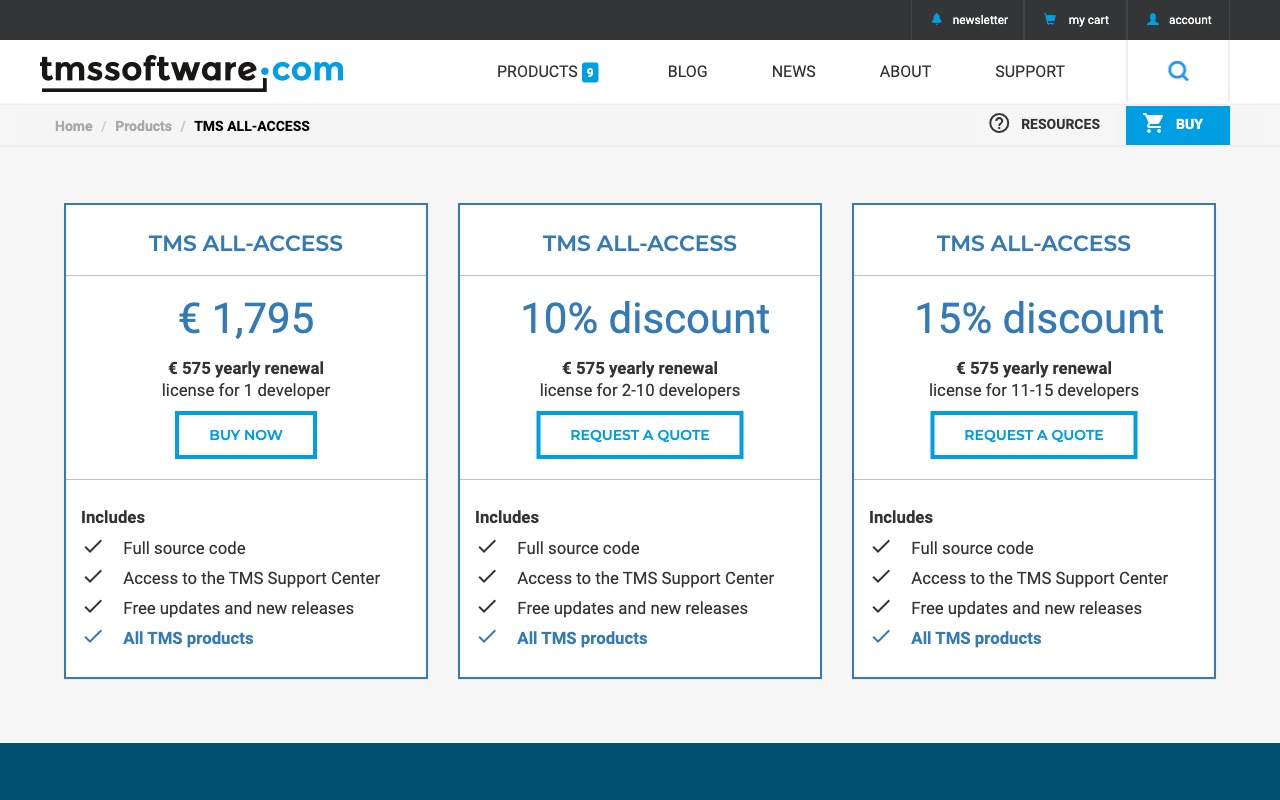 newsletter
my cart
account
tmssoftware.com
PRODUCTS 9
BLOG
NEWS
ABOUT
SUPPORT
Home / Products / TMS ALL-ACCESS
RESOURCES
BUY
TMS ALL-ACCESS
€ 1,795
€ 575 yearly renewal
license for 1 developer
BUY NOW
Includes
Full source code
Access to the TMS Support Center
Free updates and new releases
All TMS products
TMS ALL-ACCESS
10% discount
€ 575 yearly renewal
license for 2-10 developers
REQUEST A QUOTE
Includes
Full source code
Access to the TMS Support Center
Free updates and new releases
All TMS products
TMS ALL-ACCESS
15% discount
€ 575 yearly renewal
license for 11-15 developers
REQUEST A QUOTE
Includes
Full source code
Access to the TMS Support Center
Free updates and new releases
All TMS products